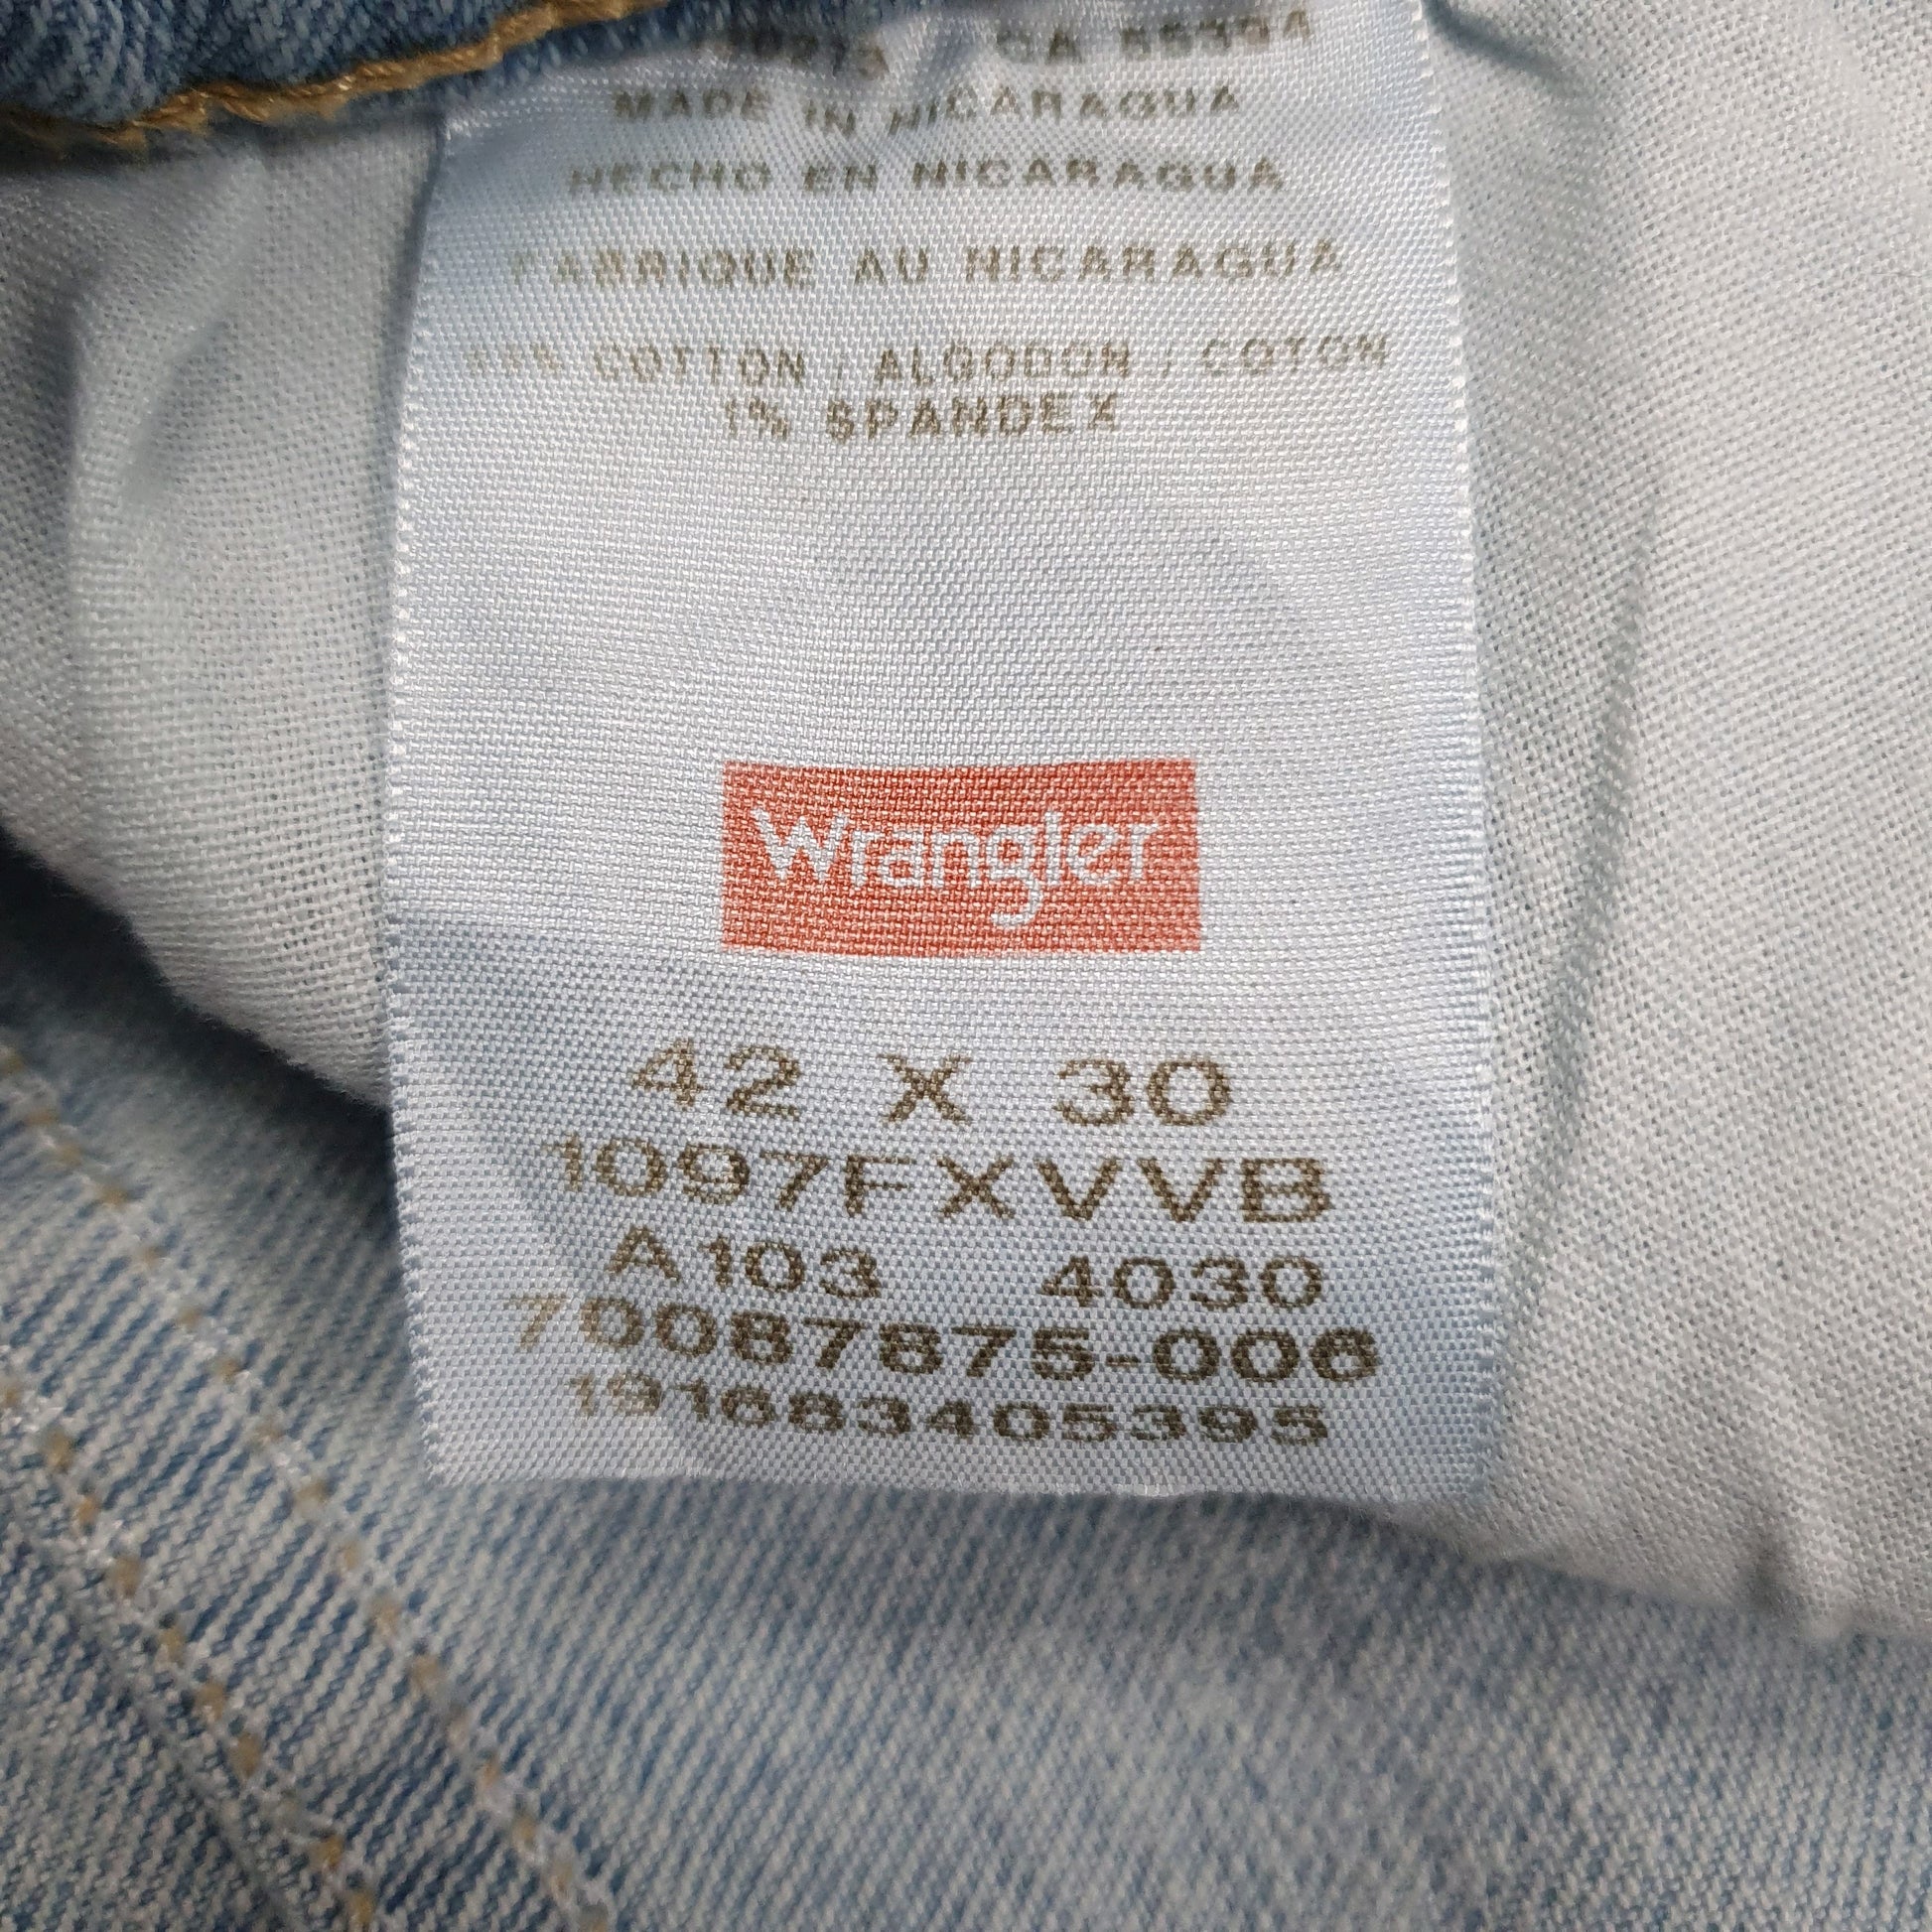 MADE IN NICARAGUA
HECHO EN NICARAGUA
FABRIQUE AU NICARAGUA
COTTON / ALGODON / COTON
1% SPANDEX
Wrangler
42 X 30
1097FXVVB
A103 4030
70087875-006
191683405395